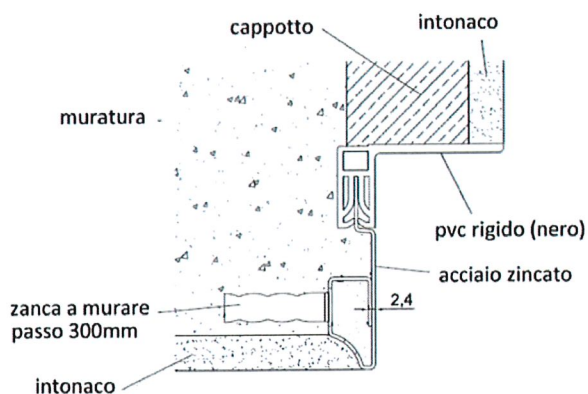 cappotto
intonaco
muratura
pvc rigido (nero)
acciaio zincato
zanca a murare
passo 300mm
2,4
intonaco